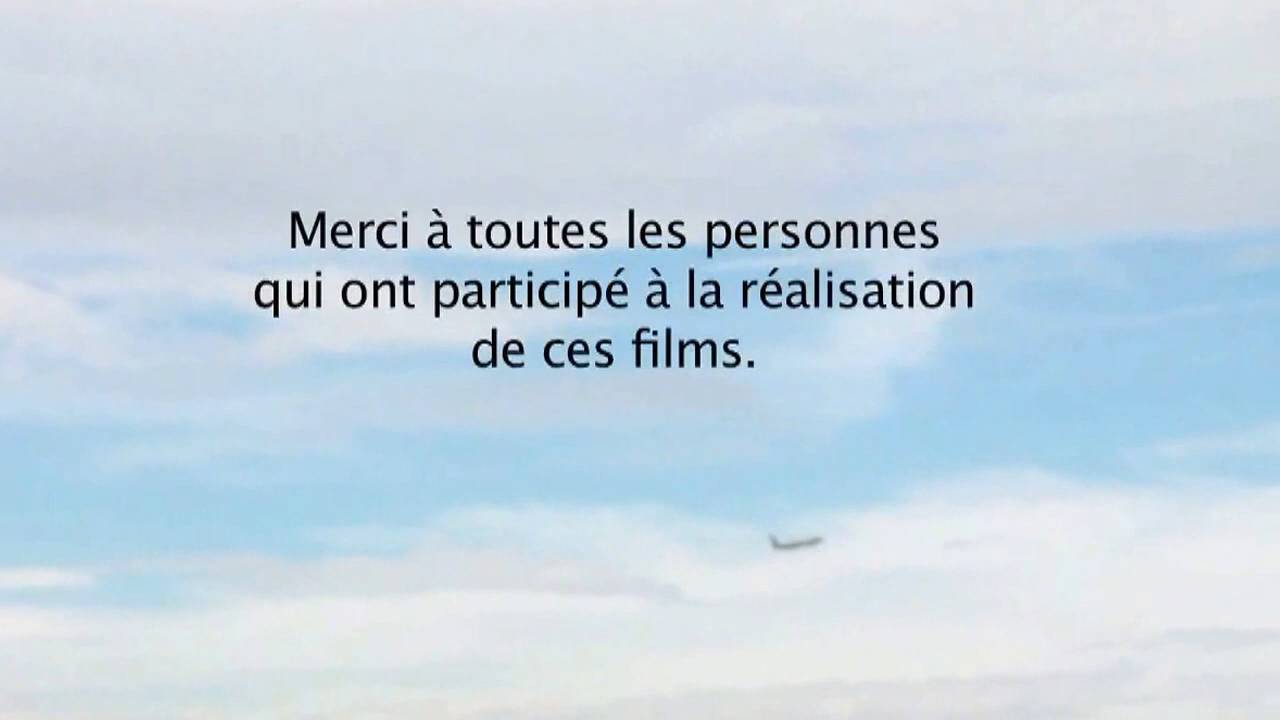 Merci à toutes les personnes
qui ont participé à la réalisation
de ces films.